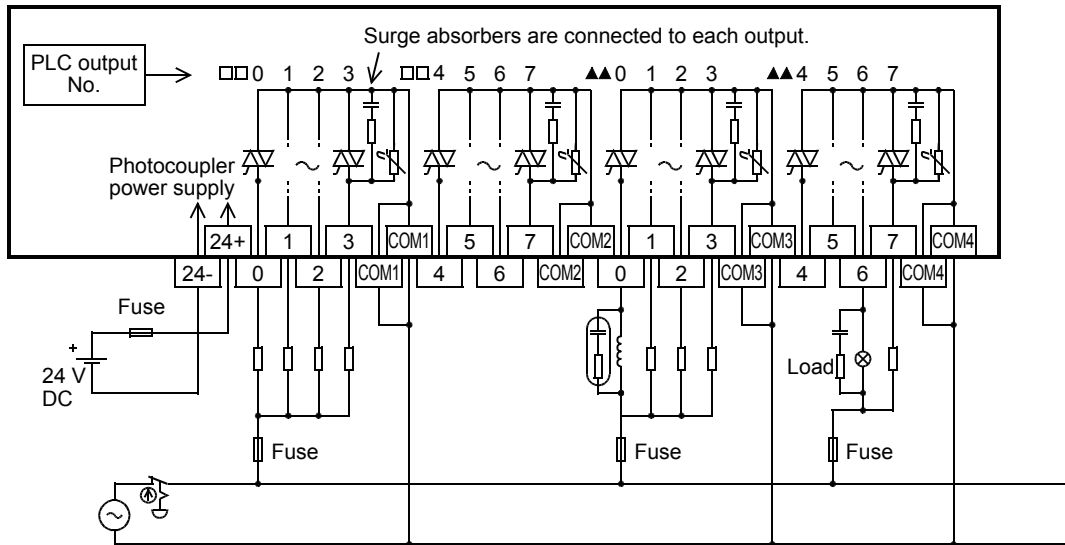 Surge absorbers are connected to each output.
PLC output
No.
□□0 1 2 3 □□4 5 6 7 ▲▲0 1 2 3 ▲▲4 5 6 7
Photocoupler
power supply
24+ 1 3 COM1 5 7 COM2 1 3 COM3 5 7 COM4
24- 0 2 COM1 4 6 COM2 0 2 COM3 4 6 COM4
Fuse
+
24 V
DC
Load
Fuse Fuse Fuse